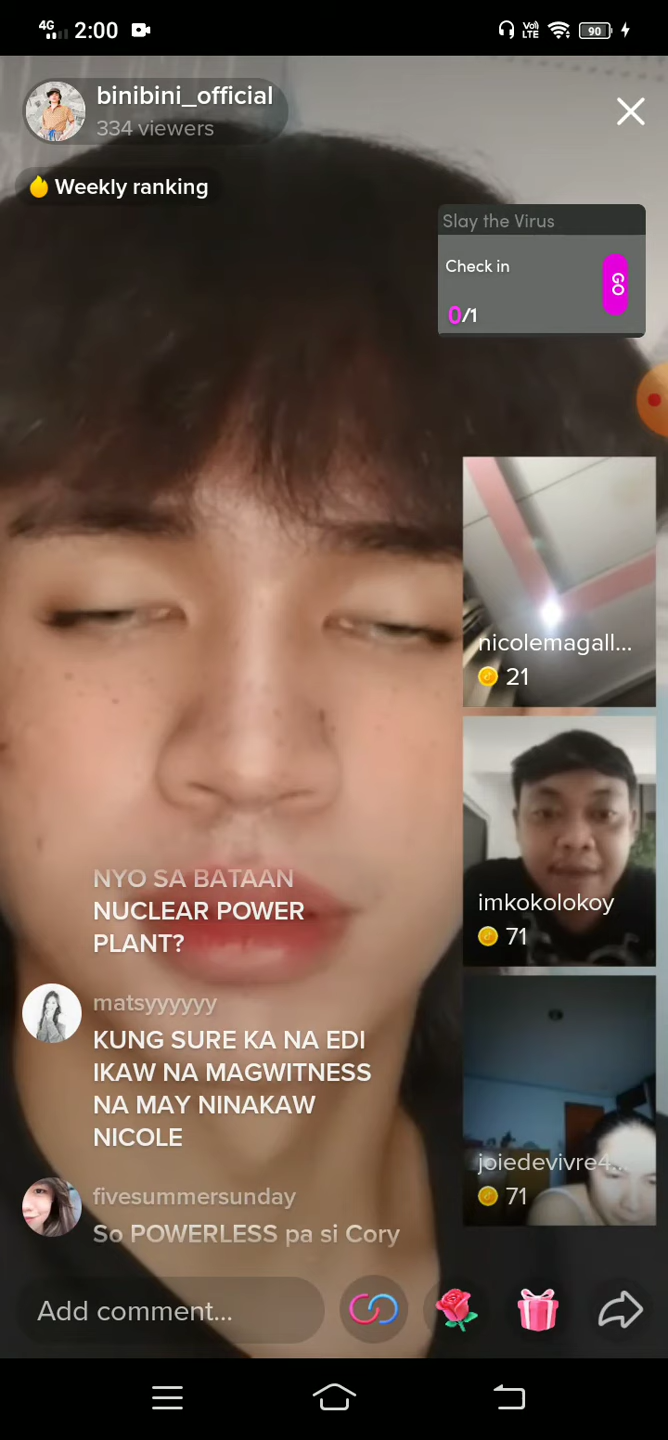 4G 2:00 Vo) LTE 90
binibini_official
334 viewers
Weekly ranking
Slay the Virus
Check in
GO
0/1
nicolemagall...
21
imkokolokoy
71
joiedevivre4...
71
NYO SA BATAAN
NUCLEAR POWER
PLANT?
matsyyyyyy
KUNG SURE KA NA EDI
IKAW NA MAGWITNESS
NA MAY NINAKAW
NICOLE
fivesummersunday
So POWERLESS pa si Cory
Add comment...